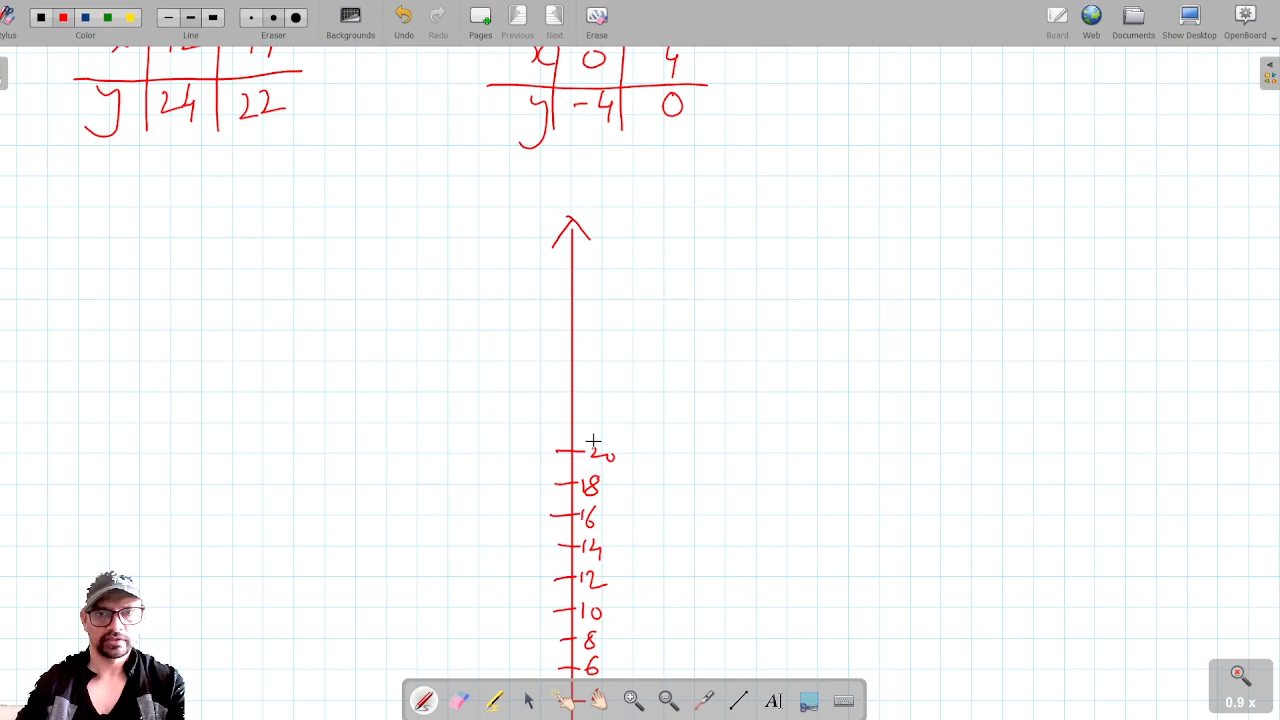 Stylus Color Line Eraser Backgrounds Undo Redo Pages Previous Next Erase Board Web Documents Show Desktop OpenBoard
x 0 4
y 24 22
y -4 0
20
18
16
14
12
10
8
6
0.9 x